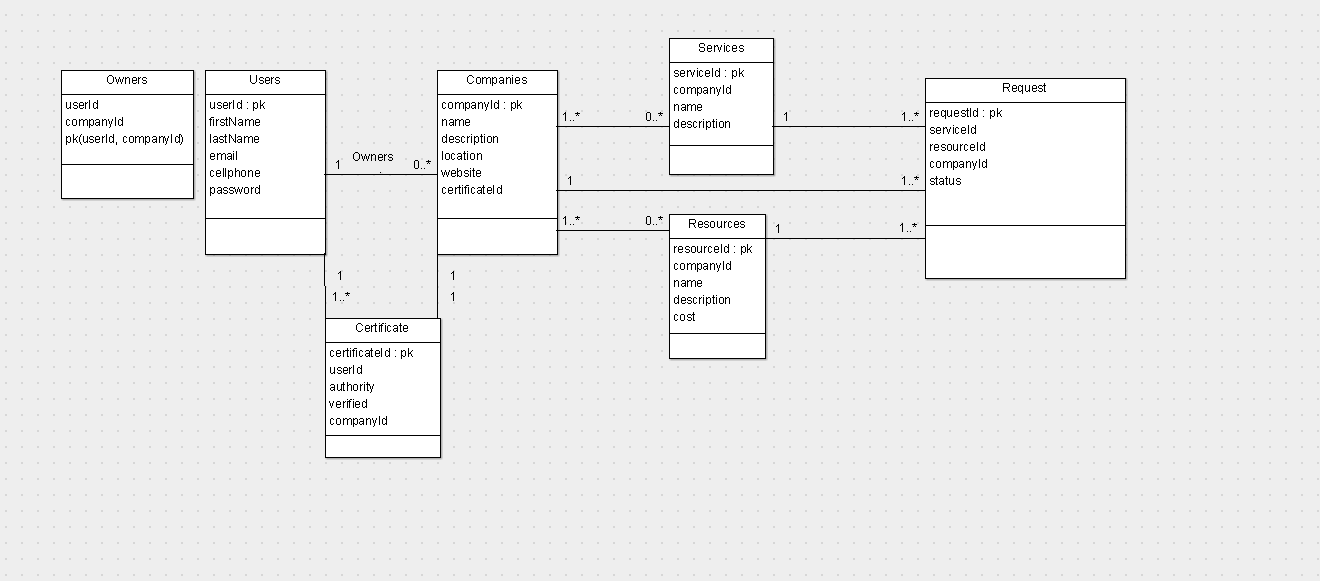 Owners
userId
companyId
pk(userId, companyId)
Users
userId : pk
firstName
lastName
email
cellphone
password
1
Owners
0..*
Companies
companyId : pk
name
description
location
website
certificateId
1..*
0..*
1
1..*
1..*
0..*
Services
serviceId : pk
companyId
name
description
1
1..*
Resources
resourceId : pk
companyId
name
description
cost
1
1..*
Request
requestId : pk
serviceId
resourceId
companyId
status
1
1..*
1
1
Certificate
certificateId : pk
userId
authority
verified
companyId